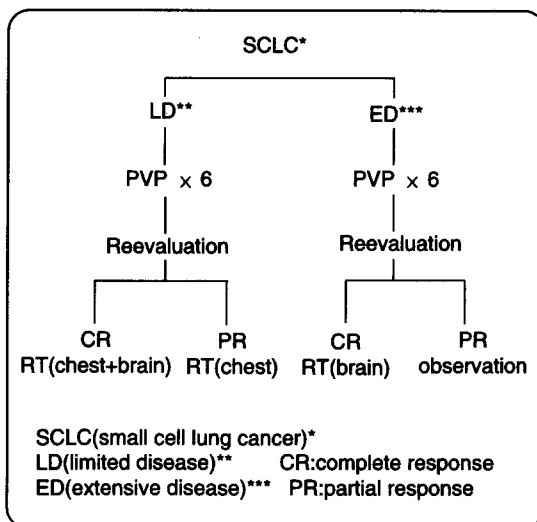 SCLC*
LD** ED***
PVP × 6 PVP × 6
Reevaluation Reevaluation
CR PR CR PR
RT(chest+brain) RT(chest) RT(brain) observation
SCLC(small cell lung cancer)*
LD(limited disease)** CR:complete response
ED(extensive disease)*** PR:partial response